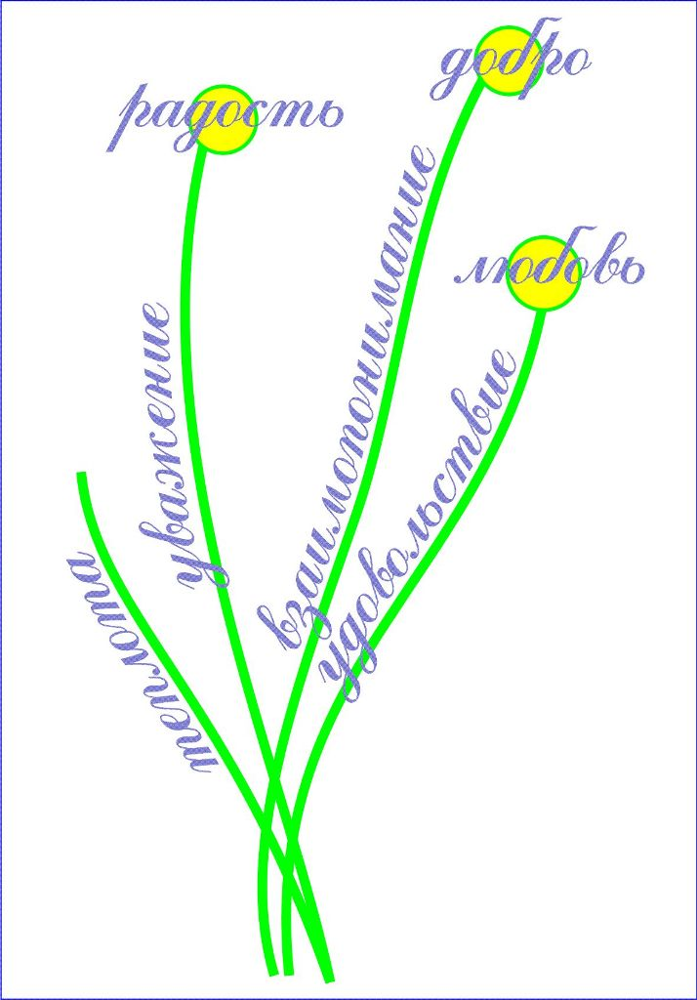 добро
радость
любовь
взаимопонимание
уважение
удовольствие
теплота